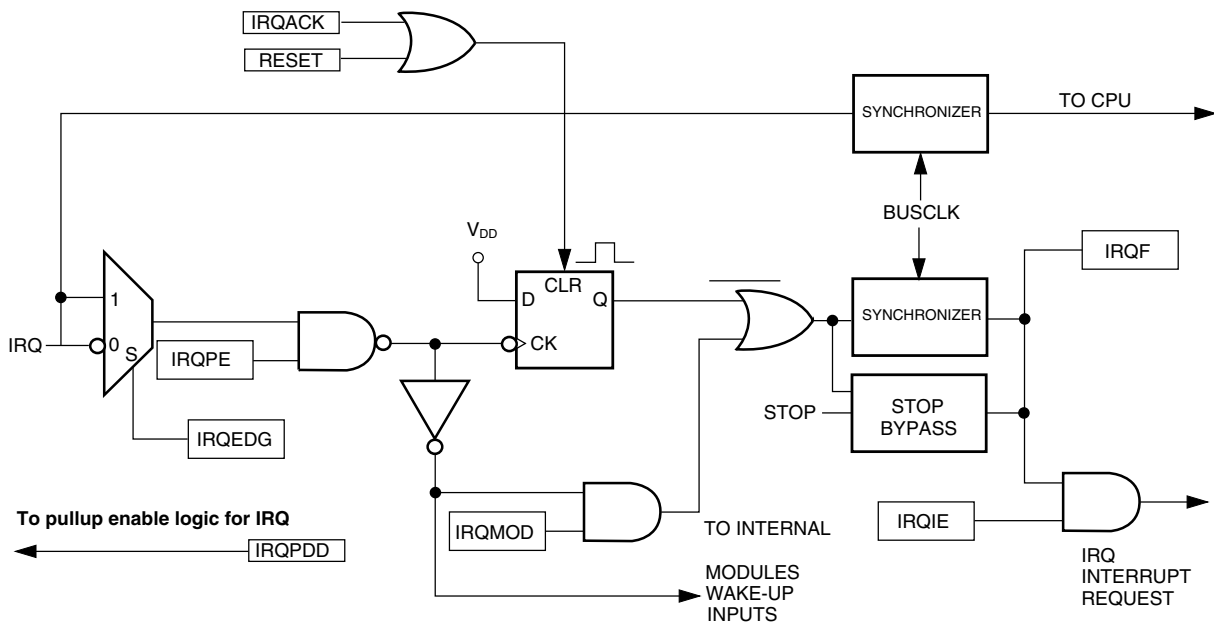 IRQACK
RESET
SYNCHRONIZER
TO CPU
BUSCLK
VDD
CLR
D
Q
CK
IRQF
SYNCHRONIZER
1
IRQ
0
S
IRQPE
IRQEDG
STOP
STOP
BYPASS
To pullup enable logic for IRQ
IRQPDD
IRQMOD
TO INTERNAL
MODULES
WAKE-UP
INPUTS
IRQIE
IRQ
INTERRUPT
REQUEST